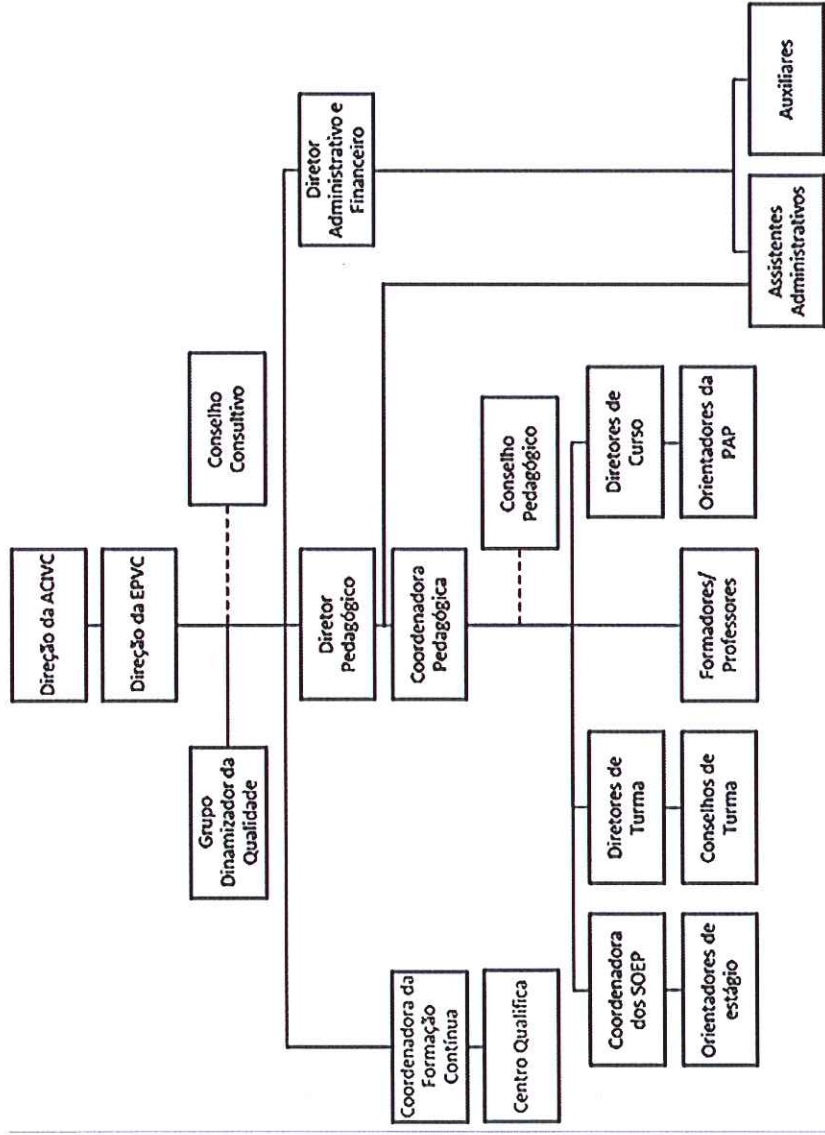 Direção da ACIVC
Direção da EPVC
Grupo
Dinamizador da
Qualidade
Conselho
Consultivo
Coordenadora da
Formação
Contínua
Centro Qualifica
Diretor
Pedagógico
Coordenadora
Pedagógica
Diretor
Administrativo e
Financeiro
Conselho
Pedagógico
Coordenadora
dos SOEP
Orientadores de
estágio
Diretores de
Turma
Conselhos de
Turma
Formadores/
Professores
Diretores de
Curso
Orientadores da
PAP
Assistentes
Administrativos
Auxiliares